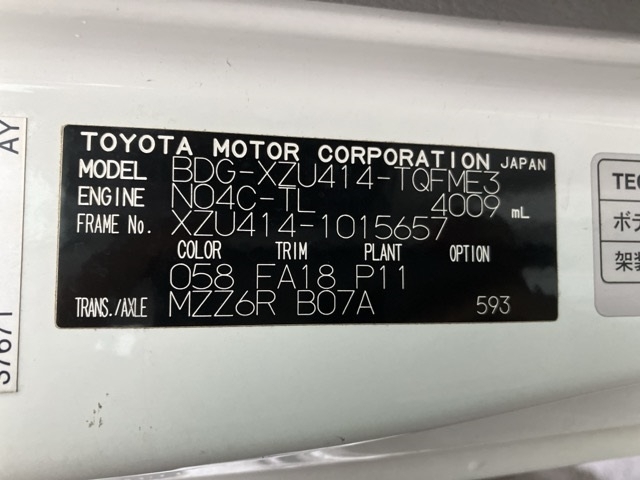 TOYOTA MOTOR CORPORATION JAPAN
MODEL BDG-XZU414-TQFME3
ENGINE N04C-TL 4009 mL
FRAME No. XZU414-1015657
COLOR TRIM PLANT OPTION
058 FA18 P11
TRANS./AXLE MZZ6R B07A 593
AY
37671
TEC
ボデ
架装